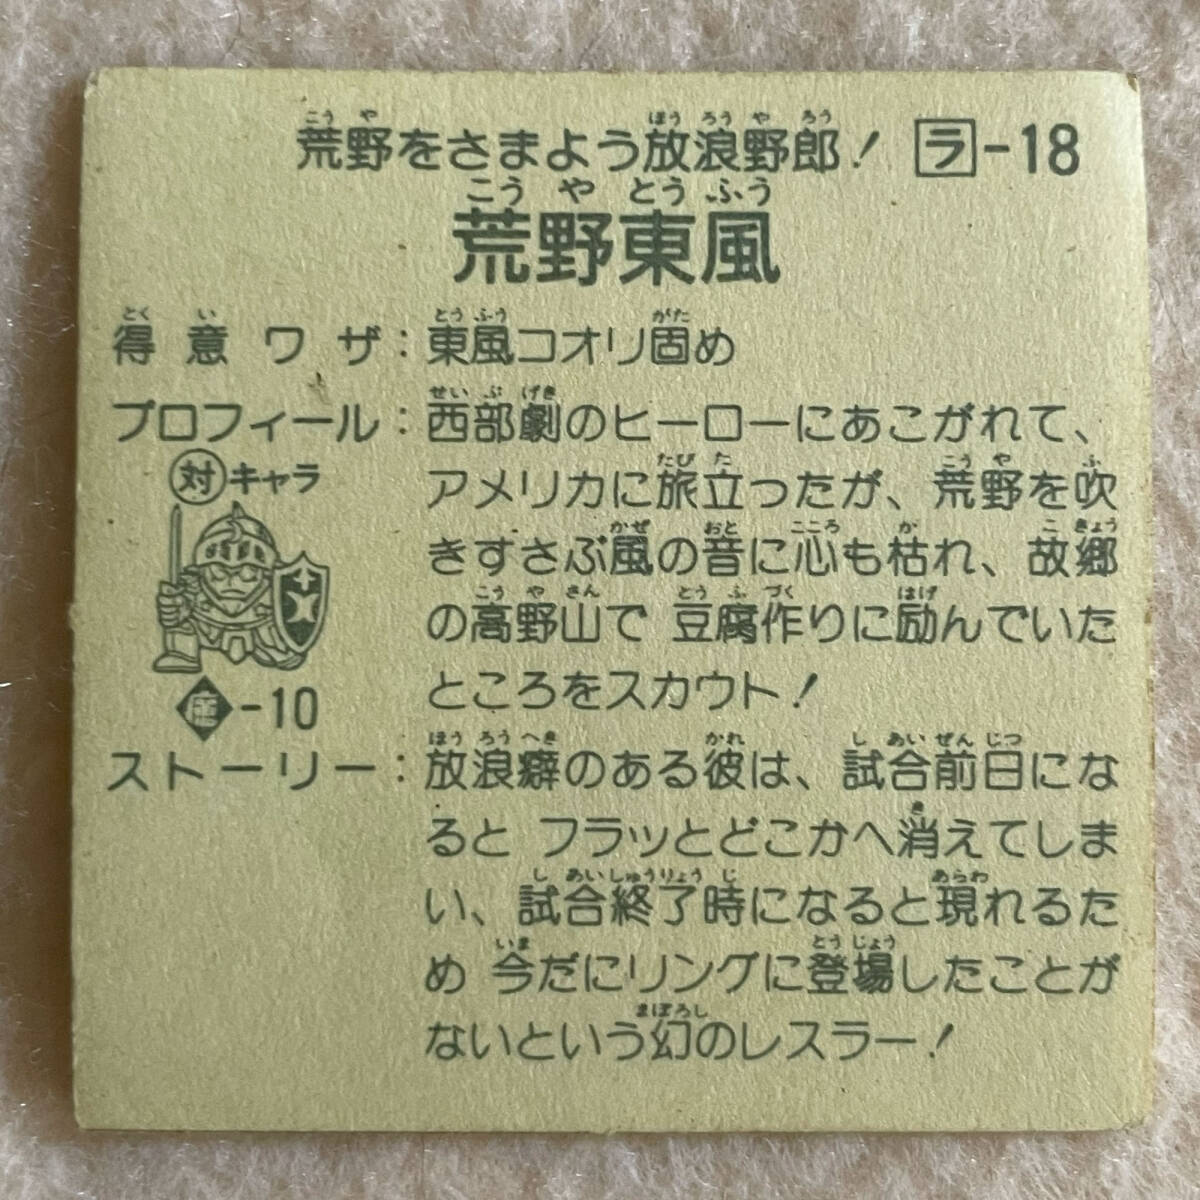 荒野をさまよう放浪野郎! ラ-18
荒野東風
得意ワザ:東風コオリ固め
プロフィール:西部劇のヒーローにあこがれて、
アメリカに旅立ったが、荒野を吹
きすさぶ風の音に心も枯れ、故郷
の高野山で 豆腐作りに励んでいた
ところをスカウト!
対キャラ
-10
ストーリー:放浪癖のある彼は、試合前日にな
ると フラッとどこかへ消えてしま
い、試合終了時になると現れるた
め 今だにリングに登場したことが
ないという幻のレスラー!